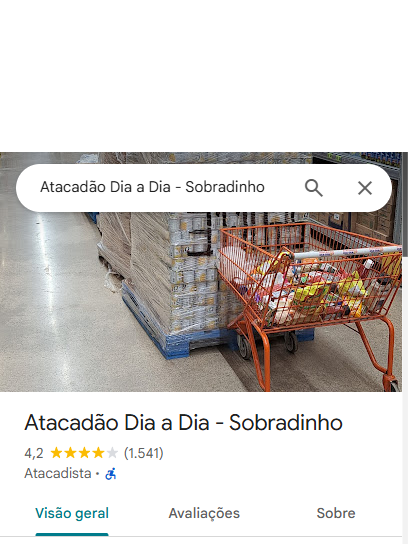 Atacadão Dia a Dia - Sobradinho
Atacadão Dia a Dia - Sobradinho
4,2 (1.541)
Atacadista ·
Visão geral Avaliações Sobre